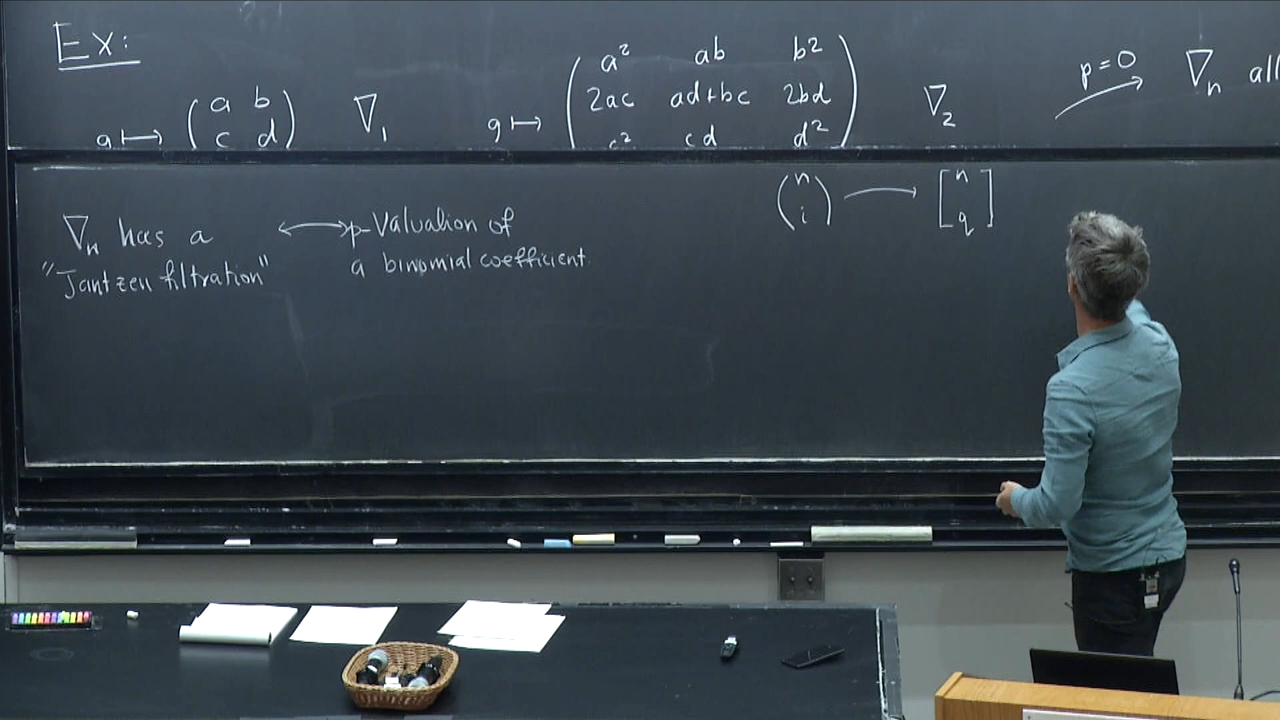 Ex:
g ⟼ ( a b ; c d ) ∇₁ g ⟼ ( a² ab b² ; 2ac ad+bc 2bd ; c² cd d² ) ∇₂ p=0 → ∇ₙ all
∇ₙ has a ⟷ p-Valuation of
"Jantzen filtration" a binomial coefficient.
( n ; i ) ⟶ [ n ; q ]